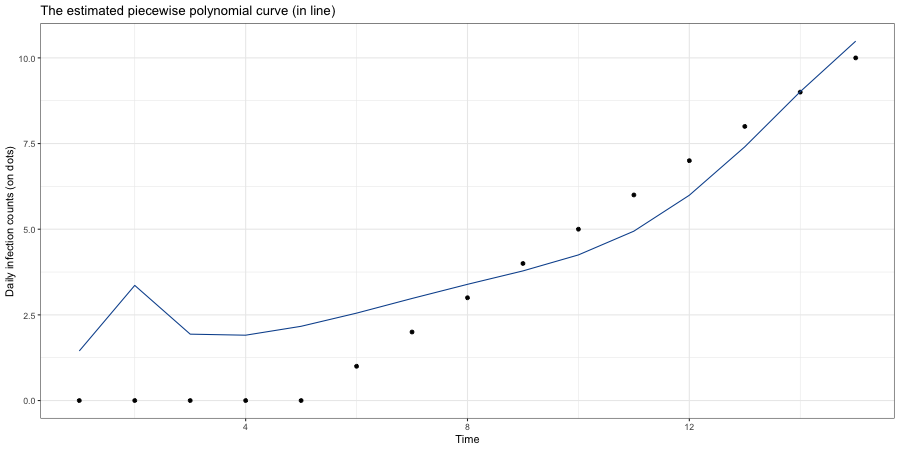 The estimated piecewise polynomial curve (in line)
10.0
7.5
5.0
2.5
0.0
Daily infection counts (on dots)
4
8
12
Time